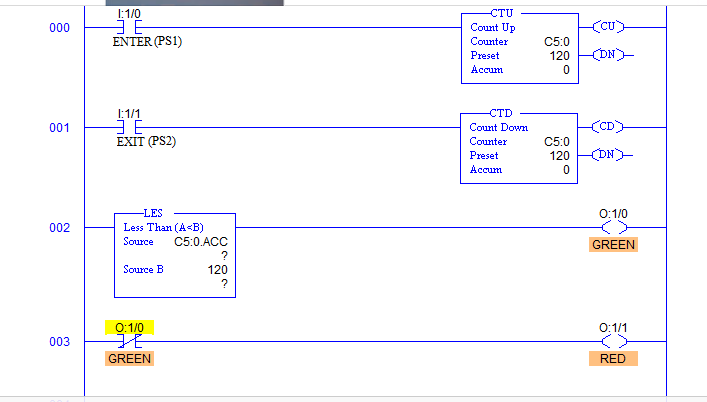 I:1/0
CTU
000
Count Up
CU
ENTER (PS1)
Counter C5:0
Preset 120
DN
Accum 0
I:1/1
CTD
001
Count Down
CD
EXIT (PS2)
Counter C5:0
Preset 120
DN
Accum 0
LES
O:1/0
002
Less Than (A<B)
Source C5:0.ACC
GREEN
?
Source B 120
?
O:1/0
O:1/1
003
GREEN
RED